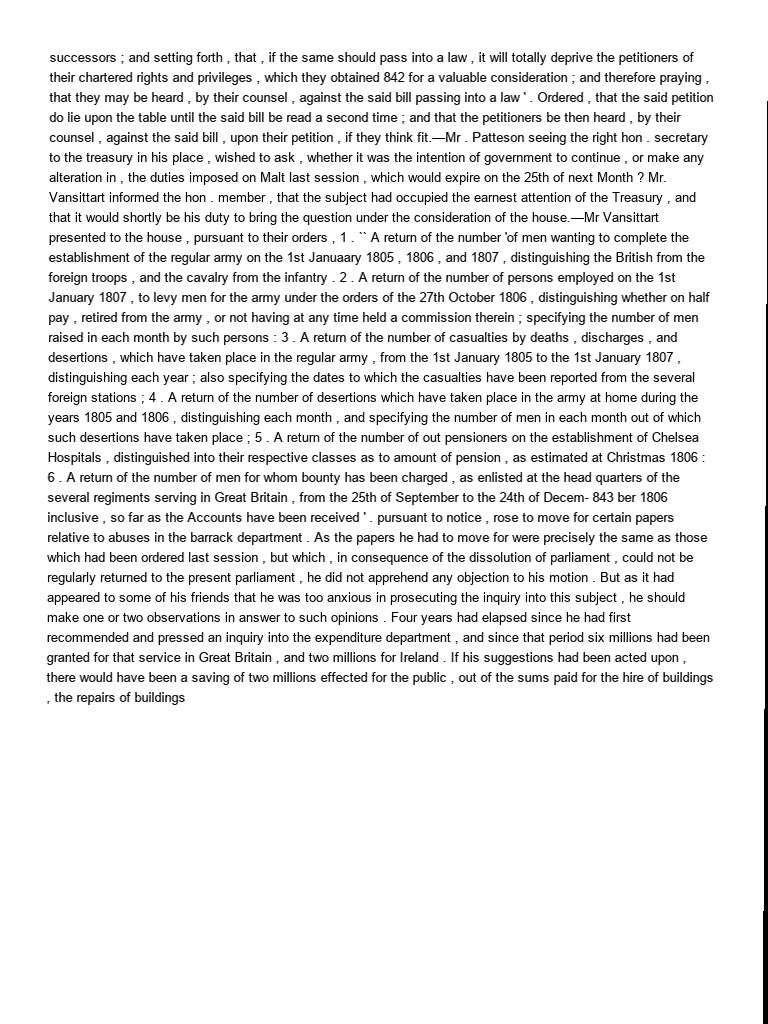 successors ; and setting forth , that , if the same should pass into a law , it will totally deprive the petitioners of
their chartered rights and privileges , which they obtained 842 for a valuable consideration ; and therefore praying ,
that they may be heard , by their counsel , against the said bill passing into a law ' . Ordered , that the said petition
do lie upon the table until the said bill be read a second time ; and that the petitioners be then heard , by their
counsel , against the said bill , upon their petition , if they think fit.—Mr . Patteson seeing the right hon . secretary
to the treasury in his place , wished to ask , whether it was the intention of government to continue , or make any
alteration in , the duties imposed on Malt last session , which would expire on the 25th of next Month ? Mr.
Vansittart informed the hon . member , that the subject had occupied the earnest attention of the Treasury , and
that it would shortly be his duty to bring the question under the consideration of the house.—Mr Vansittart
presented to the house , pursuant to their orders , 1 . `` A return of the number 'of men wanting to complete the
establishment of the regular army on the 1st Januaary 1805 , 1806 , and 1807 , distinguishing the British from the
foreign troops , and the cavalry from the infantry . 2 . A return of the number of persons employed on the 1st
January 1807 , to levy men for the army under the orders of the 27th October 1806 , distinguishing whether on half
pay , retired from the army , or not having at any time held a commission therein ; specifying the number of men
raised in each month by such persons : 3 . A return of the number of casualties by deaths , discharges , and
desertions , which have taken place in the regular army , from the 1st January 1805 to the 1st January 1807 ,
distinguishing each year ; also specifying the dates to which the casualties have been reported from the several
foreign stations ; 4 . A return of the number of desertions which have taken place in the army at home during the
years 1805 and 1806 , distinguishing each month , and specifying the number of men in each month out of which
such desertions have taken place ; 5 . A return of the number of out pensioners on the establishment of Chelsea
Hospitals , distinguished into their respective classes as to amount of pension , as estimated at Christmas 1806 :
6 . A return of the number of men for whom bounty has been charged , as enlisted at the head quarters of the
several regiments serving in Great Britain , from the 25th of September to the 24th of Decem- 843 ber 1806
inclusive , so far as the Accounts have been received ' . pursuant to notice , rose to move for certain papers
relative to abuses in the barrack department . As the papers he had to move for were precisely the same as those
which had been ordered last session , but which , in consequence of the dissolution of parliament , could not be
regularly returned to the present parliament , he did not apprehend any objection to his motion . But as it had
appeared to some of his friends that he was too anxious in prosecuting the inquiry into this subject , he should
make one or two observations in answer to such opinions . Four years had elapsed since he had first
recommended and pressed an inquiry into the expenditure department , and since that period six millions had been
granted for that service in Great Britain , and two millions for Ireland . If his suggestions had been acted upon ,
there would have been a saving of two millions effected for the public , out of the sums paid for the hire of buildings
, the repairs of buildings